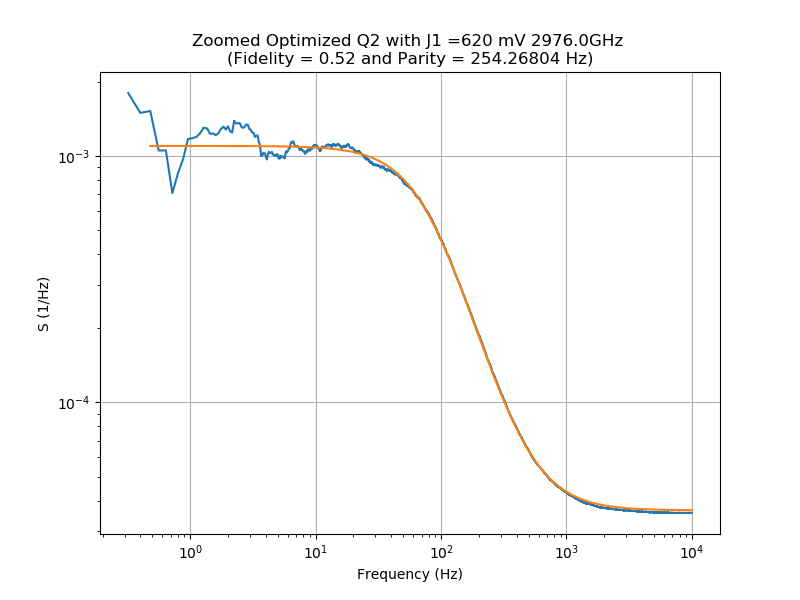 Zoomed Optimized Q2 with J1 =620 mV 2976.0GHz
(Fidelity = 0.52 and Parity = 254.26804 Hz)
S (1/Hz)
10⁻³
10⁻⁴
10⁰ 10¹ 10² 10³ 10⁴
Frequency (Hz)